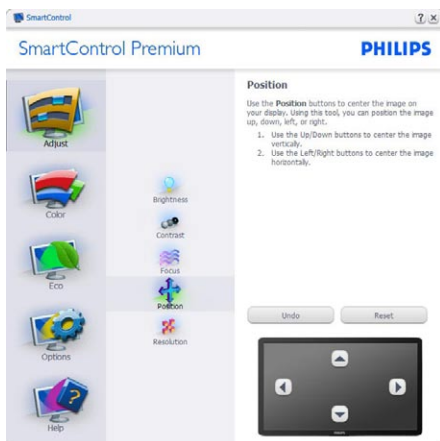 SmartControl
SmartControl Premium
PHILIPS
Adjust
Color
Eco
Options
Help
Brightness
Contrast
Focus
Position
Resolution
Position
Use the Position buttons to center the image on
your display. Using this tool, you can position the image
up, down, left, or right.
1. Use the Up/Down buttons to center the image
vertically.
2. Use the Left/Right buttons to center the image
horizontally.
Undo
Reset